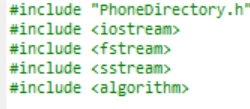 #include "PhoneDirectory.h"
#include <iostream>
#include <fstream>
#include <sstream>
#include <algorithm>